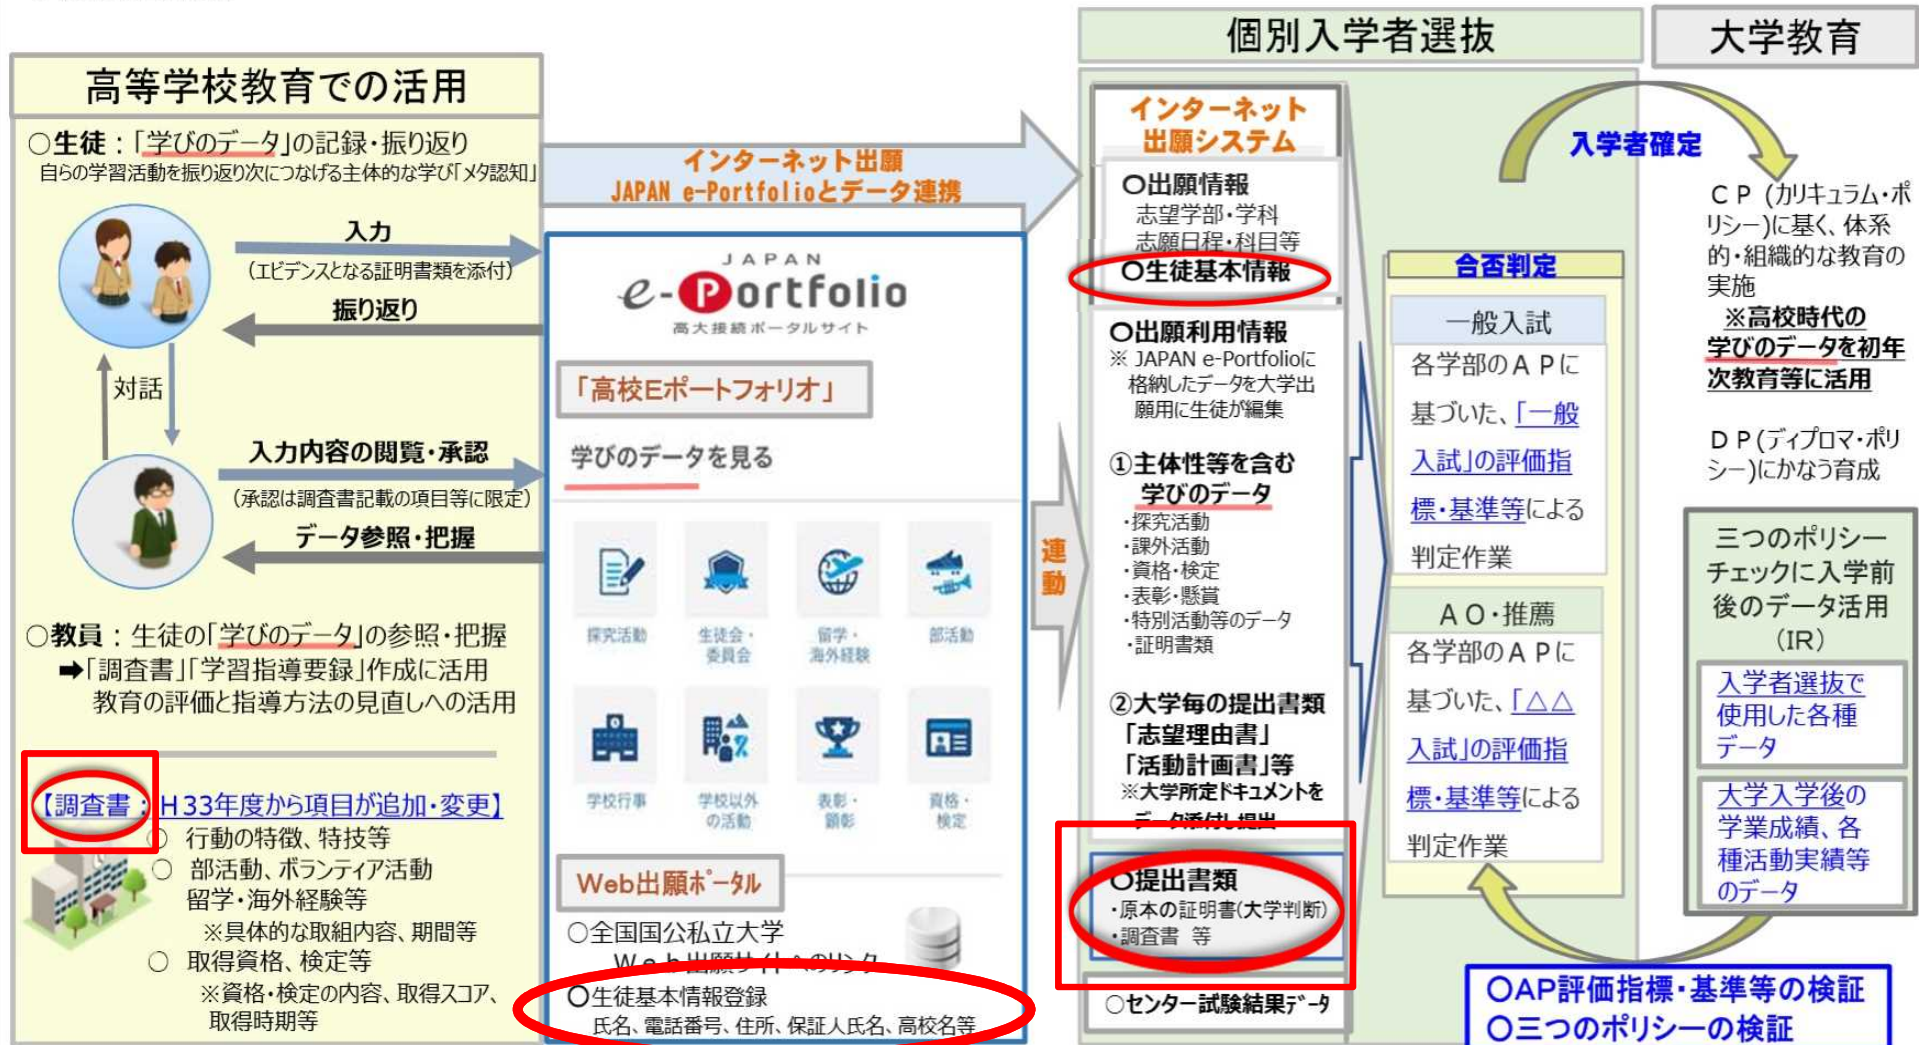 高等学校教育での活用
○生徒：「学びのデータ」の記録・振り返り
自らの学習活動を振り返り次につなげる主体的な学び「メタ認知」
入力
(エビデンスとなる証明書類を添付)
振り返り
対話
入力内容の閲覧・承認
(承認は調査書記載の項目等に限定)
データ参照・把握
○教員：生徒の「学びのデータ」の参照・把握
➡「調査書」「学習指導要録」作成に活用
教育の評価と指導方法の見直しへの活用
【調査書：H33年度から項目が追加・変更】
○ 行動の特徴、特技等
○ 部活動、ボランティア活動
留学・海外経験等
※具体的な取組内容、期間等
○ 取得資格、検定等
※資格・検定の内容、取得スコア、
取得時期等
インターネット出願
JAPAN e-Portfolioとデータ連携
JAPAN
e-Portfolio
高大接続ポータルサイト
「高校Eポートフォリオ」
学びのデータを見る
探究活動
生徒会・
委員会
留学・
海外経験
部活動
学校行事
学校以外
の活動
表彰・
顕彰
資格・
検定
Web出願ポータル
○全国国公私立大学
Web出願サイトへのリンク
○生徒基本情報登録
氏名、電話番号、住所、保証人氏名、高校名等
連動
個別入学者選抜
インターネット
出願システム
○出願情報
志望学部・学科
志願日程・科目等
○生徒基本情報
○出願利用情報
※ JAPAN e-Portfolioに
格納したデータを大学出
願用に生徒が編集
①主体性等を含む
学びのデータ
・探究活動
・課外活動
・資格・検定
・表彰・懸賞
・特別活動等のデータ
・証明書類
②大学毎の提出書類
「志望理由書」
「活動計画書」等
※大学所定ドキュメントを
データ添付し提出
○提出書類
・原本の証明書(大学判断)
・調査書 等
○センター試験結果データ
合否判定
一般入試
各学部のＡＰに
基づいた、「一般
入試」の評価指
標・基準等による
判定作業
ＡＯ・推薦
各学部のＡＰに
基づいた、「△△
入試」の評価指
標・基準等による
判定作業
入学者確定
大学教育
ＣＰ(カリキュラム・ポ
リシー)に基く、体系
的・組織的な教育の
実施
※高校時代の
学びのデータを初年
次教育等に活用
ＤＰ(ディプロマ・ポリ
シー)にかなう育成
三つのポリシー
チェックに入学前
後のデータ活用
(IR)
入学者選抜で
使用した各種
データ
大学入学後の
学業成績、各
種活動実績等
のデータ
○AP評価指標・基準等の検証
○三つのポリシーの検証